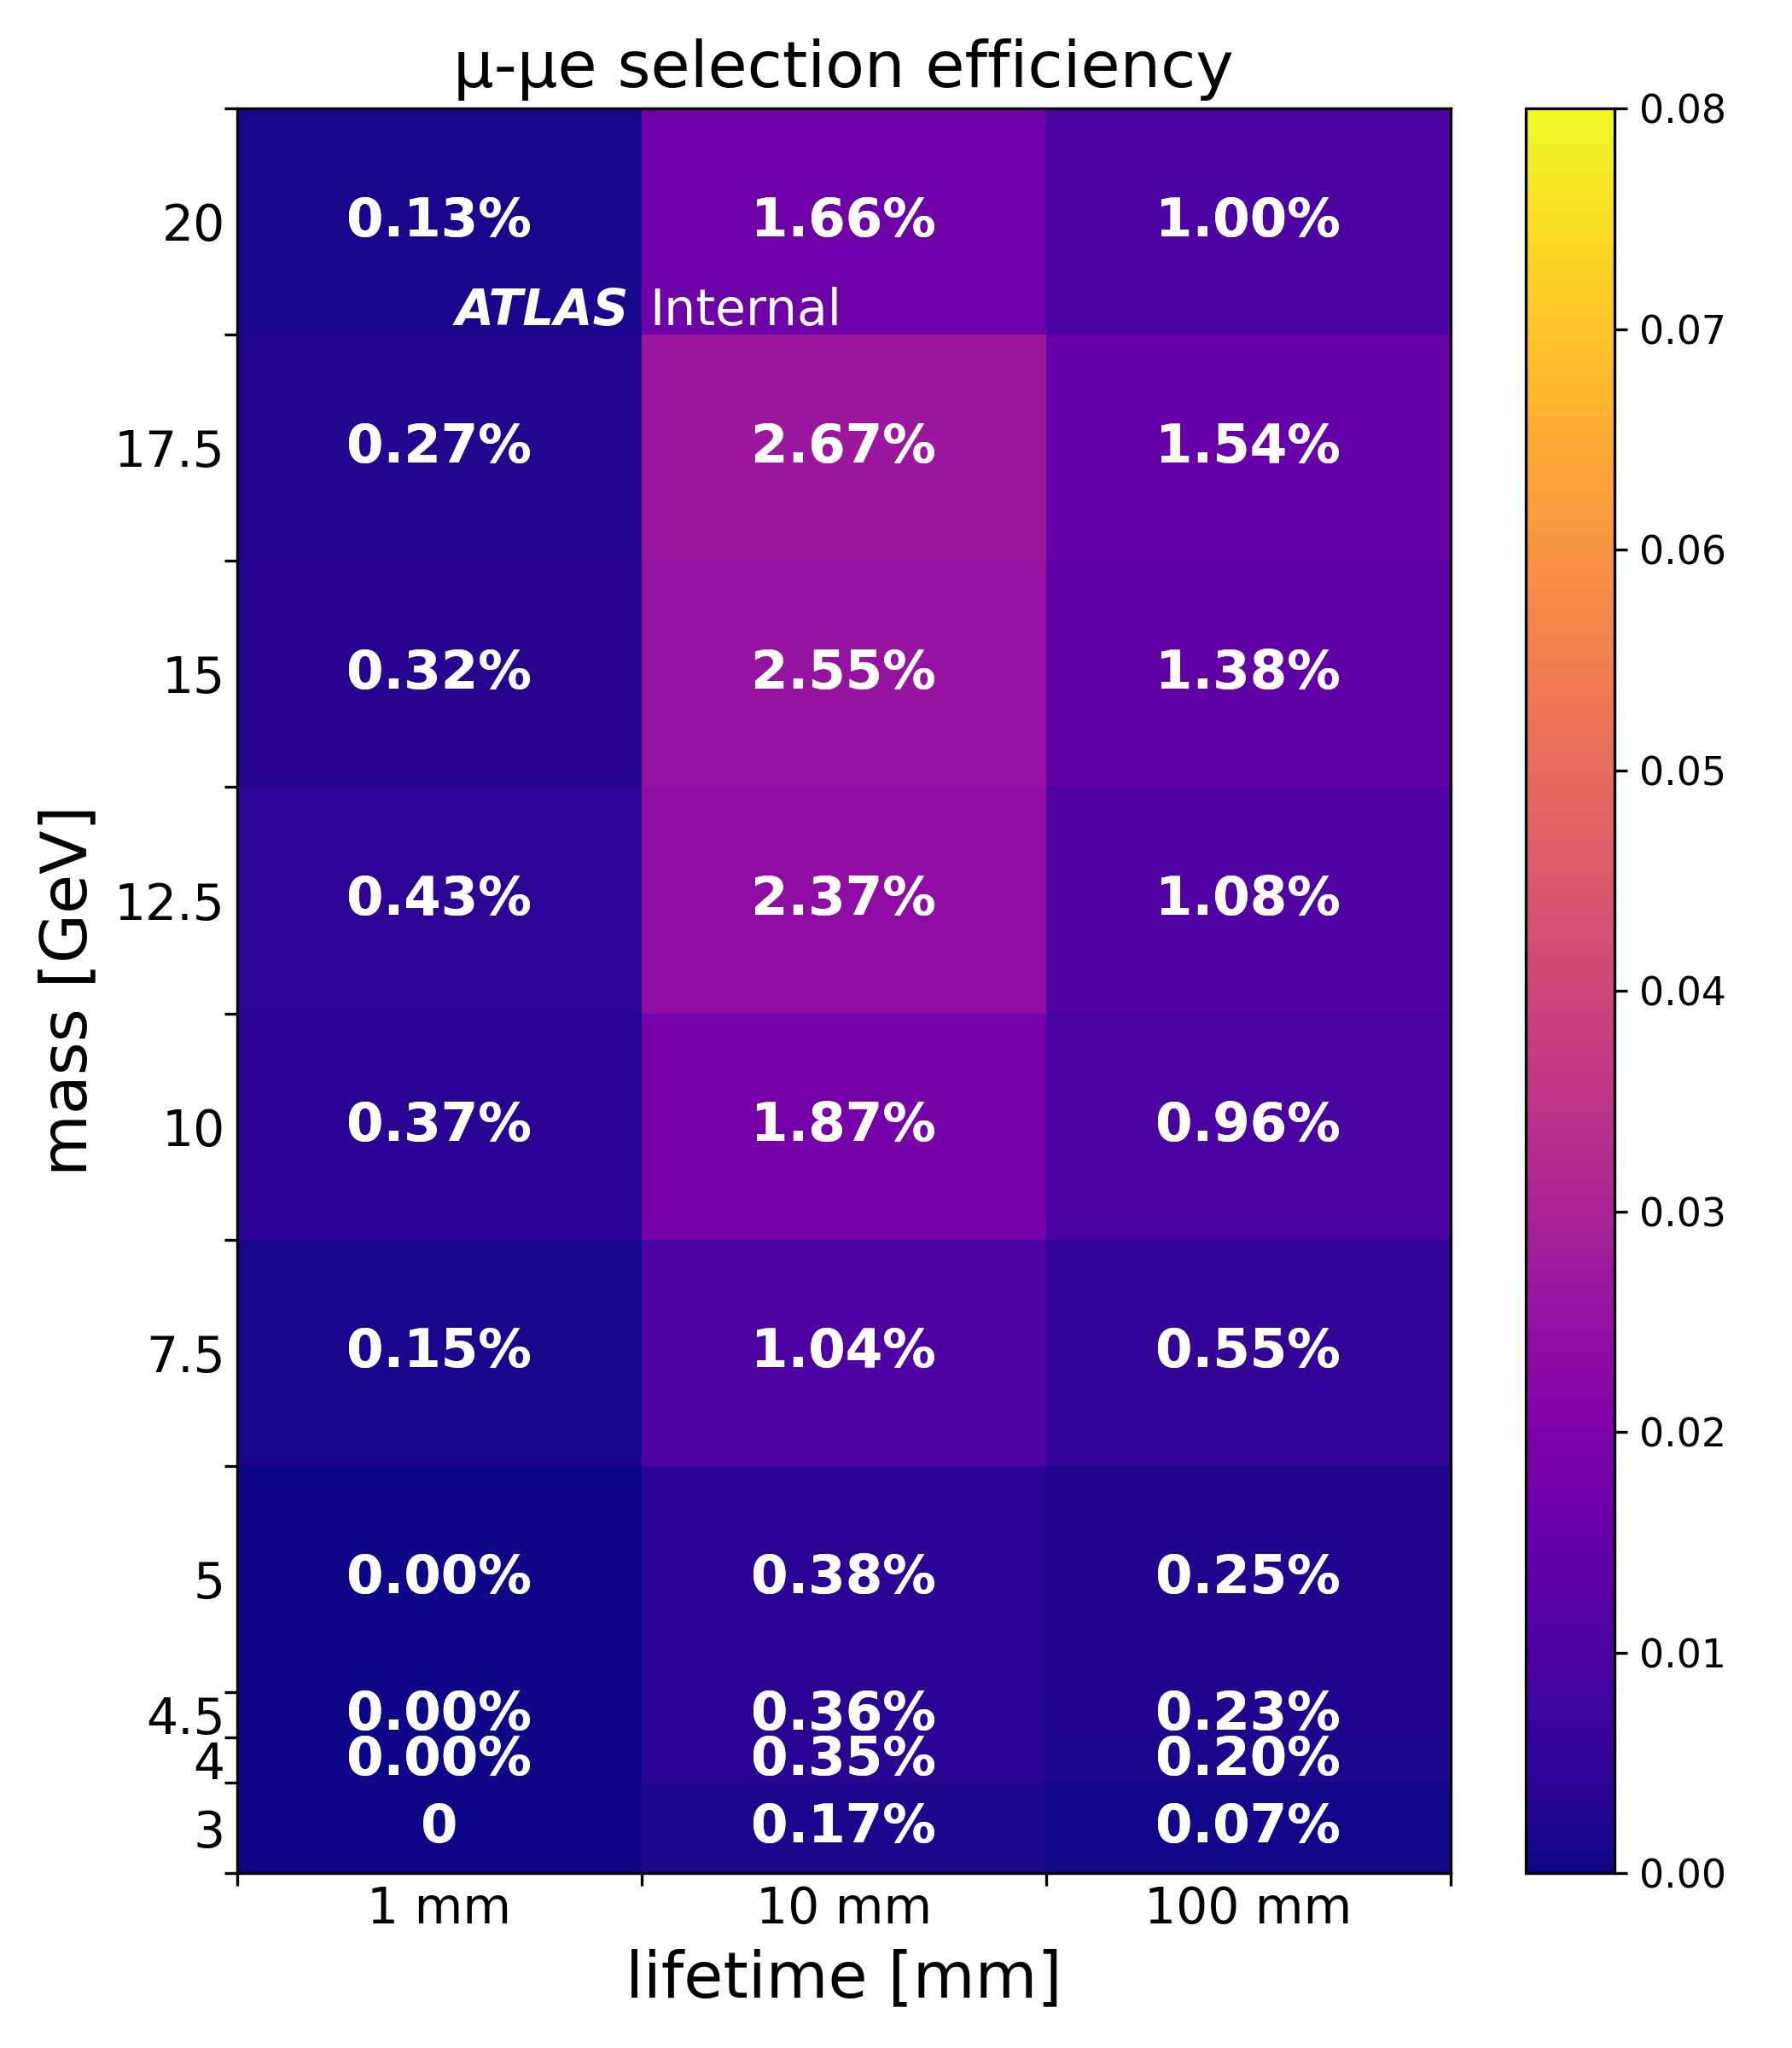 μ-μe selection efficiency
0.08
20 0.13% 1.66% 1.00%
ATLAS Internal
0.07
17.5 0.27% 2.67% 1.54%
0.06
15 0.32% 2.55% 1.38%
0.05
12.5 0.43% 2.37% 1.08%
0.04
10 0.37% 1.87% 0.96%
0.03
7.5 0.15% 1.04% 0.55%
0.02
5 0.00% 0.38% 0.25%
0.01
4.5 0.00% 0.36% 0.23%
4 0.00% 0.35% 0.20%
3 0 0.17% 0.07%
0.00
mass [GeV]
1 mm 10 mm 100 mm
lifetime [mm]